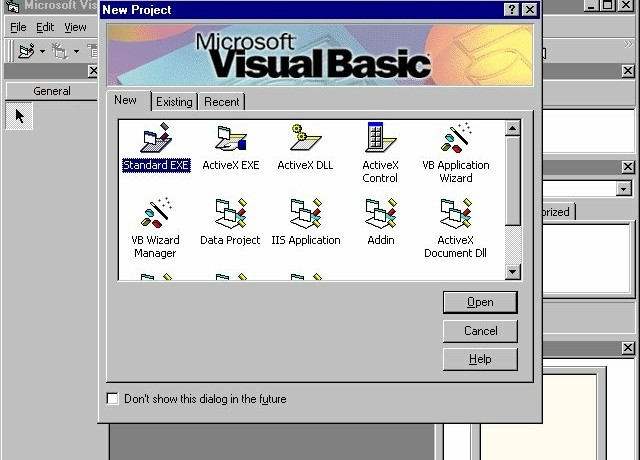 Microsoft Vis
New Project
File Edit View
Microsoft
Visual Basic
General
New Existing Recent
Standard EXE ActiveX EXE ActiveX DLL ActiveX Control VB Application Wizard
VB Wizard Manager Data Project IIS Application Addin ActiveX Document Dll
orized
Open
Cancel
Help
Don't show this dialog in the future